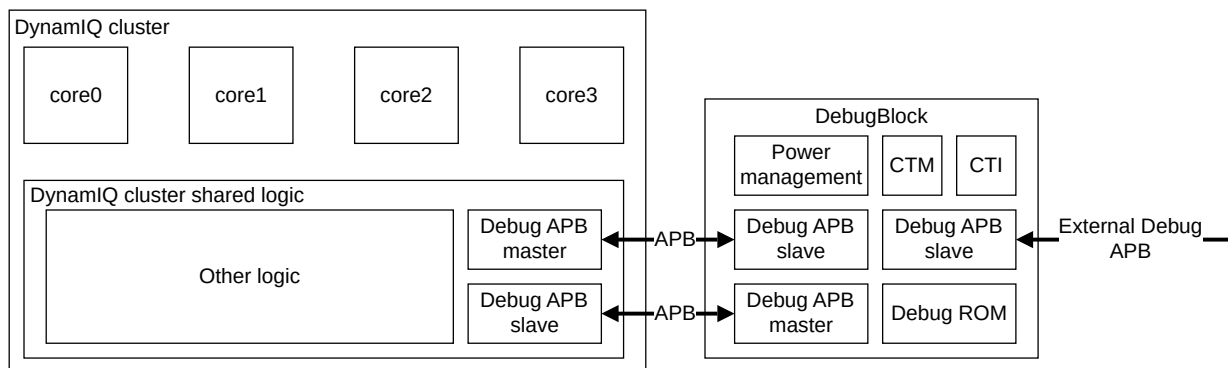 DynamIQ cluster
core0
core1
core2
core3
DynamIQ cluster shared logic
Other logic
Debug APB
master
Debug APB
slave
APB
APB
DebugBlock
Power
management
CTM
CTI
Debug APB
slave
Debug APB
slave
Debug APB
master
Debug ROM
External Debug
APB